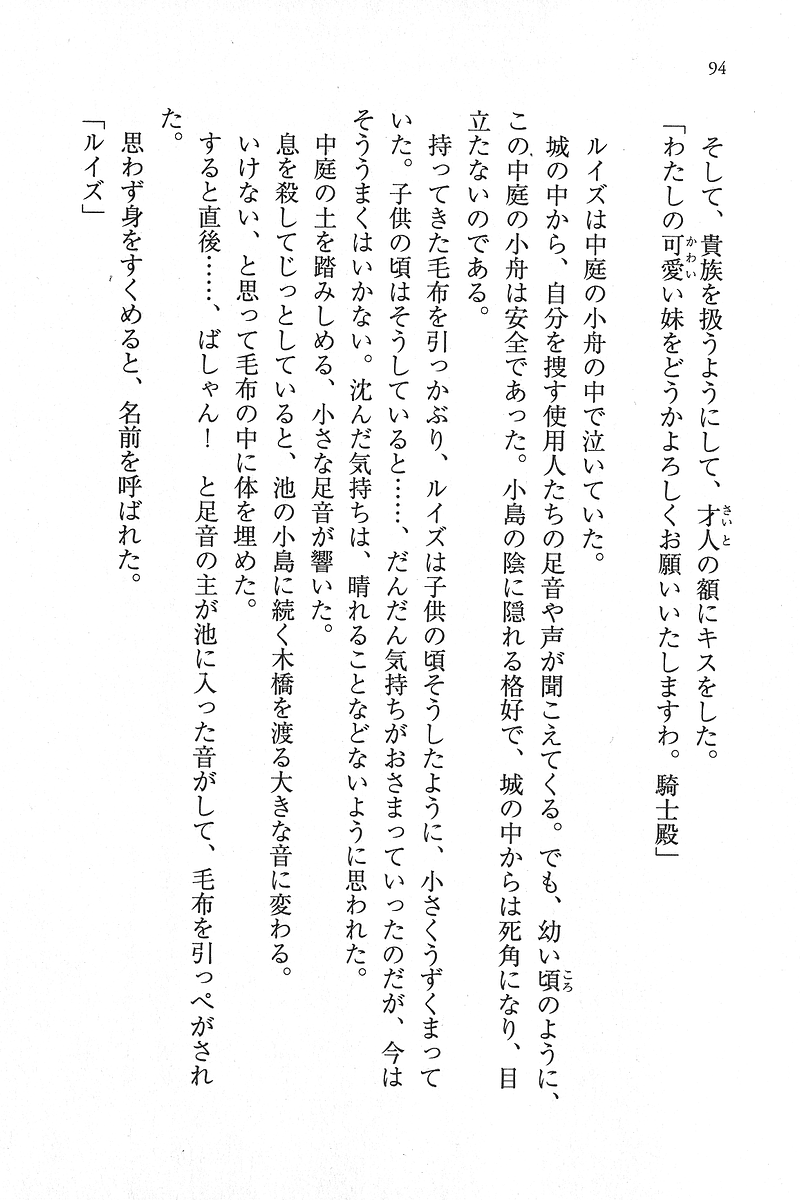 94
そして、貴族を扱うようにして、才人の額にキスをした。
「わたしの可愛い妹をどうかよろしくお願いいたしますわ。騎士殿」
ルイズは中庭の小舟の中で泣いていた。
城の中から、自分を捜す使用人たちの足音や声が聞こえてくる。でも、幼い頃のように、
この中庭の小舟は安全であった。小島の陰に隠れる格好で、城の中からは死角になり、目
立たないのである。
持ってきた毛布を引っかぶり、ルイズは子供の頃そうしたように、小さくうずくまって
いた。子供の頃はそうしていると……、だんだん気持ちがおさまっていったのだが、今は
そううまくはいかない。沈んだ気持ちは、晴れることなどないように思われた。
中庭の土を踏みしめる、小さな足音が響いた。
息を殺してじっとしていると、池の小島に続く木橋を渡る大きな音に変わる。
いけない、と思って毛布の中に体を埋めた。
すると直後……、ばしゃん！　と足音の主が池に入った音がして、毛布を引っぺがされ
た。
思わず身をすくめると、名前を呼ばれた。
「ルイズ」